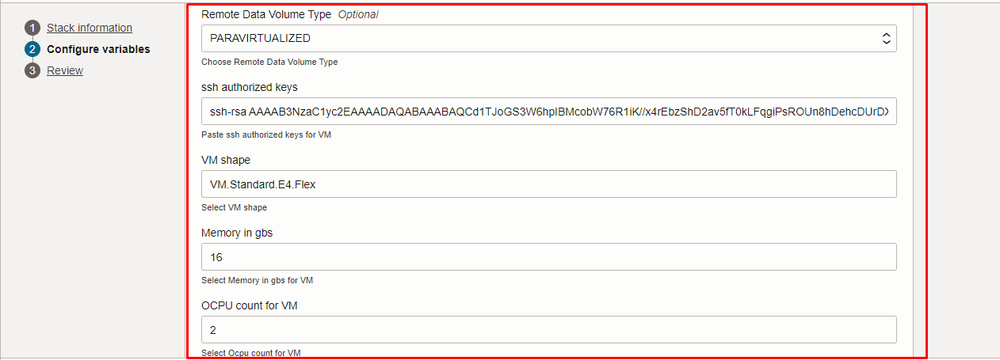 1 Stack information
2 Configure variables
3 Review
Remote Data Volume Type Optional
PARAVIRTUALIZED
Choose Remote Data Volume Type
ssh authorized keys
ssh-rsa AAAAB3NzaC1yc2EAAAADAQABAAABAQCd1TJoGS3W6hpIBMcobW76R1iK//x4rEbzShD2av5fT0kLFqgiPsROUn8hDehcDUrDX
Paste ssh authorized keys for VM
VM shape
VM.Standard.E4.Flex
Select VM shape
Memory in gbs
16
Select Memory in gbs for VM
OCPU count for VM
2
Select Ocpu count for VM